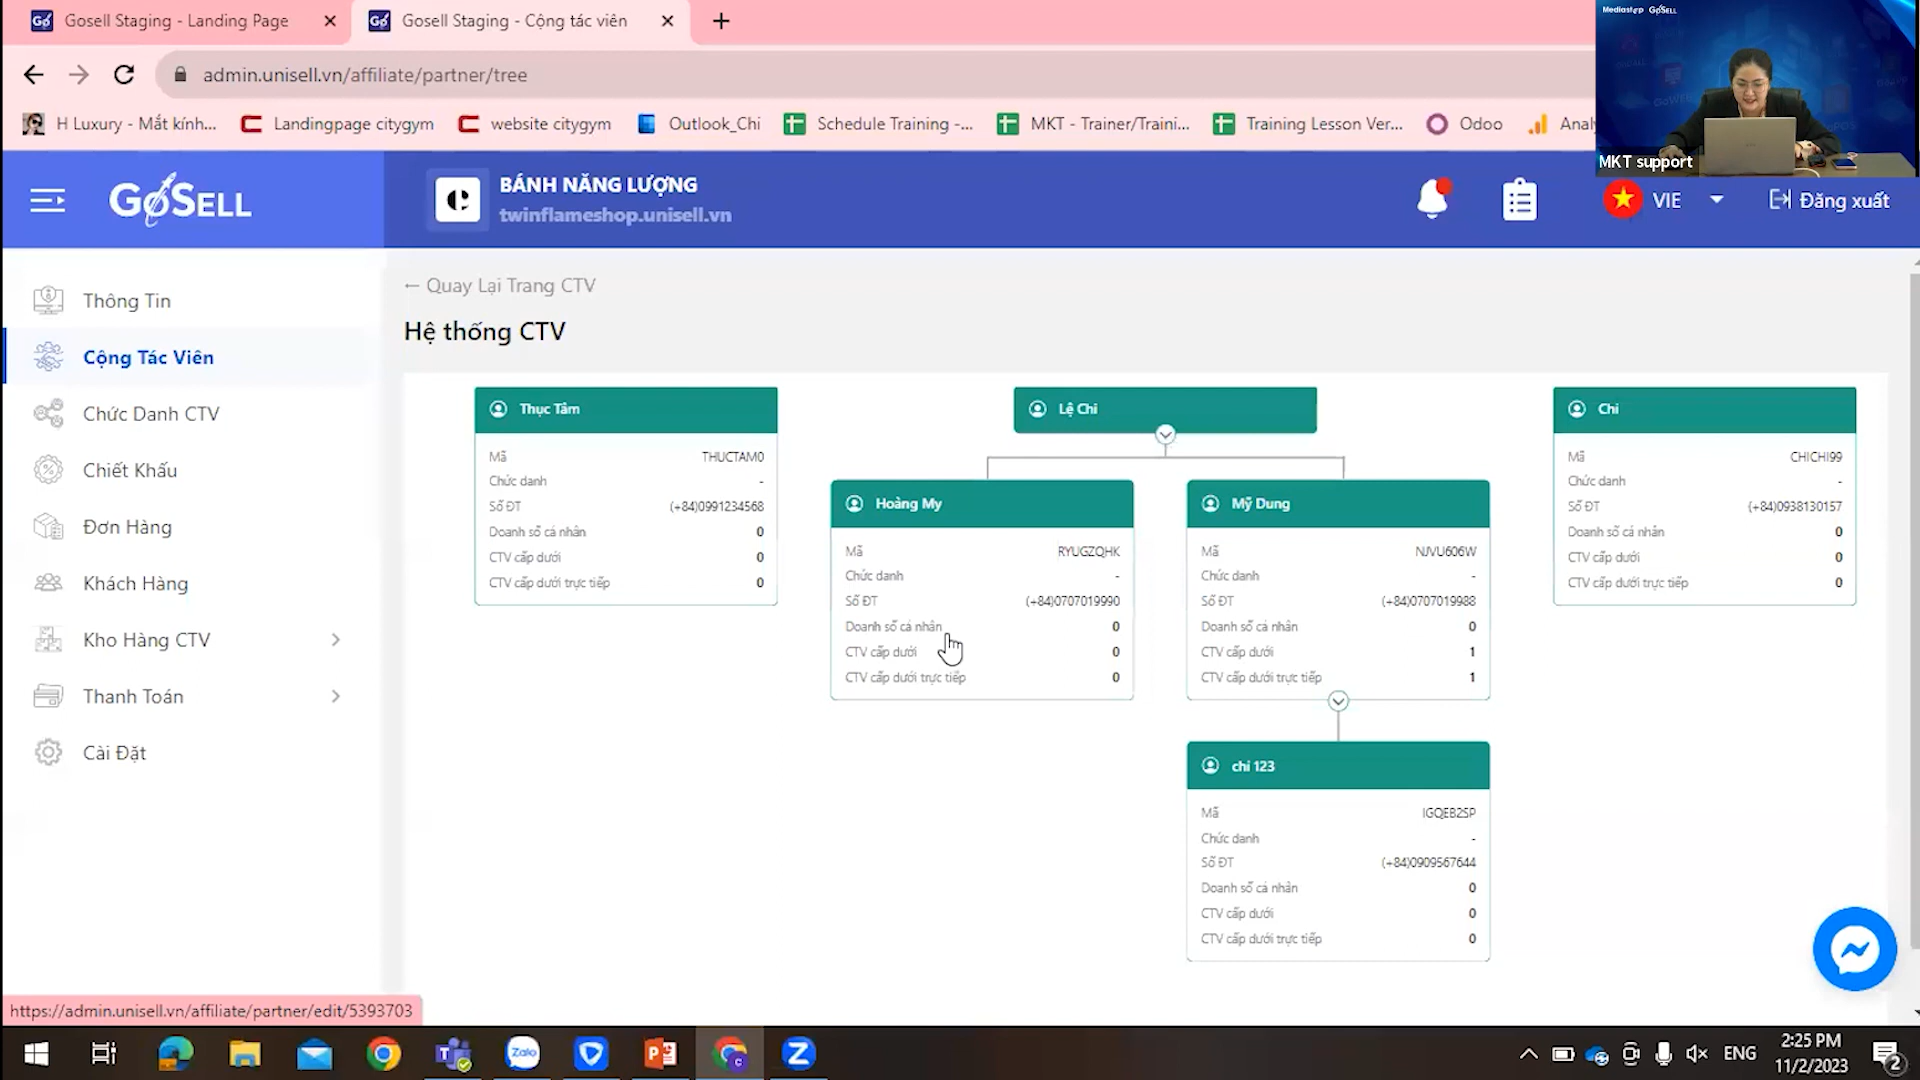 Gosell Staging - Landing Page
Gosell Staging - Cộng tác viên
admin.unisell.vn/affiliate/partner/tree
H Luxury - Mắt kính...
Landingpage citygym
website citygym
Outlook_Chi
Schedule Training -...
MKT - Trainer/Traini...
Training Lesson Ver...
Odoo
Mediastep GoSELL
MKT support
GoSELL
BÁNH NĂNG LƯỢNG
twinflameshop.unisell.vn
VIE
Đăng xuất
Thông Tin
Cộng Tác Viên
Chức Danh CTV
Chiết Khấu
Đơn Hàng
Khách Hàng
Kho Hàng CTV
Thanh Toán
Cài Đặt
← Quay Lại Trang CTV
Hệ thống CTV
Thục Tâm
Mã THUCTAM0
Chức danh -
Số ĐT (+84)0991234568
Doanh số cá nhân 0
CTV cấp dưới 0
CTV cấp dưới trực tiếp 0
Lệ Chi
Hoàng My
Mã RYUGZQHK
Chức danh -
Số ĐT (+84)0707019990
Doanh số cá nhân 0
CTV cấp dưới 0
CTV cấp dưới trực tiếp 0
Mỹ Dung
Mã NJVU606W
Chức danh -
Số ĐT (+84)0707019988
Doanh số cá nhân 0
CTV cấp dưới 1
CTV cấp dưới trực tiếp 1
chi 123
Mã IGQEB2SP
Chức danh -
Số ĐT (+84)0909567644
Doanh số cá nhân 0
CTV cấp dưới 0
CTV cấp dưới trực tiếp 0
Chi
Mã CHICHI99
Chức danh -
Số ĐT (+84)0938130157
Doanh số cá nhân 0
CTV cấp dưới 0
CTV cấp dưới trực tiếp 0
https://admin.unisell.vn/affiliate/partner/edit/5393703
Zalo
ENG
2:25 PM
11/2/2023
2